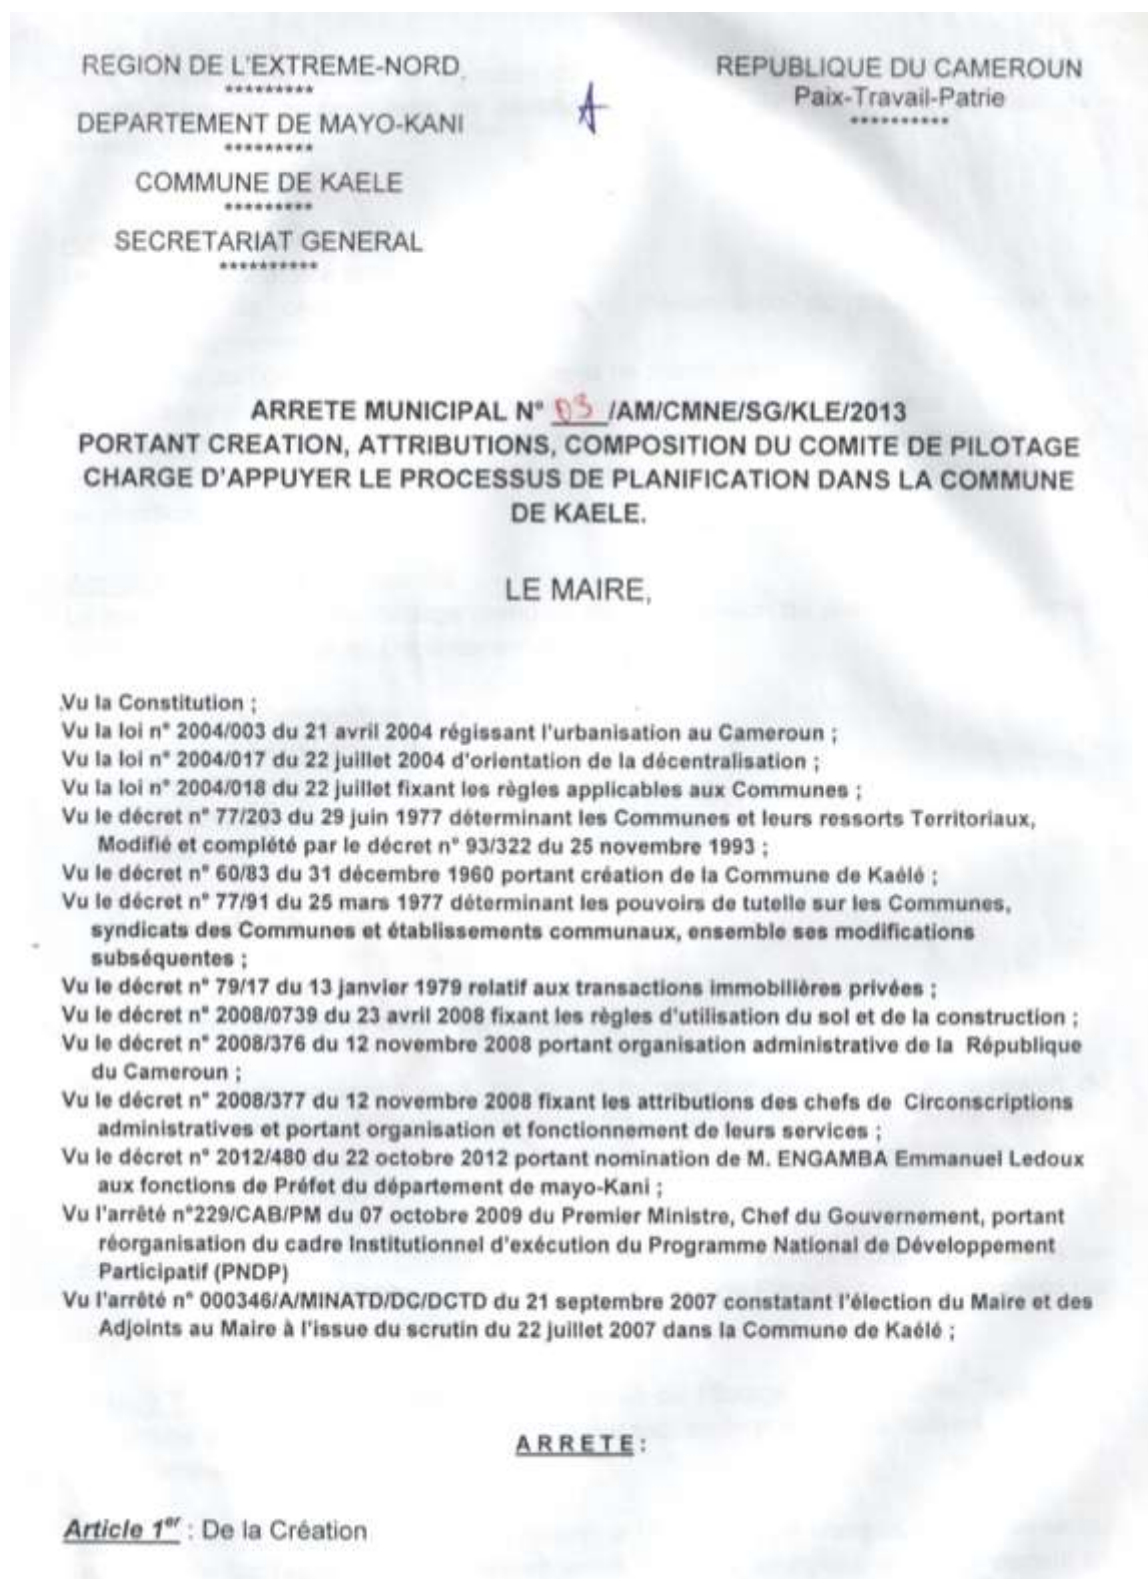 REGION DE L'EXTREME-NORD
*********
DEPARTEMENT DE MAYO-KANI
*********
COMMUNE DE KAELE
*********
SECRETARIAT GENERAL
**********
REPUBLIQUE DU CAMEROUN
Paix-Travail-Patrie
**********
ARRETE MUNICIPAL N° 03 /AM/CMNE/SG/KLE/2013
PORTANT CREATION, ATTRIBUTIONS, COMPOSITION DU COMITE DE PILOTAGE
CHARGE D'APPUYER LE PROCESSUS DE PLANIFICATION DANS LA COMMUNE
DE KAELE.
LE MAIRE,
Vu la Constitution ;
Vu la loi n° 2004/003 du 21 avril 2004 régissant l'urbanisation au Cameroun ;
Vu la loi n° 2004/017 du 22 juillet 2004 d'orientation de la décentralisation ;
Vu la loi n° 2004/018 du 22 juillet fixant les règles applicables aux Communes ;
Vu le décret n° 77/203 du 29 juin 1977 déterminant les Communes et leurs ressorts Territoriaux,
Modifié et complété par le décret n° 93/322 du 25 novembre 1993 ;
Vu le décret n° 60/83 du 31 décembre 1960 portant création de la Commune de Kaélé ;
Vu le décret n° 77/91 du 25 mars 1977 déterminant les pouvoirs de tutelle sur les Communes,
syndicats des Communes et établissements communaux, ensemble ses modifications
subséquentes ;
Vu le décret n° 79/17 du 13 janvier 1979 relatif aux transactions immobilières privées ;
Vu le décret n° 2008/0739 du 23 avril 2008 fixant les règles d'utilisation du sol et de la construction ;
Vu le décret n° 2008/376 du 12 novembre 2008 portant organisation administrative de la République
du Cameroun ;
Vu le décret n° 2008/377 du 12 novembre 2008 fixant les attributions des chefs de Circonscriptions
administratives et portant organisation et fonctionnement de leurs services ;
Vu le décret n° 2012/480 du 22 octobre 2012 portant nomination de M. ENGAMBA Emmanuel Ledoux
aux fonctions de Préfet du département de mayo-Kani ;
Vu l'arrêté n°229/CAB/PM du 07 octobre 2009 du Premier Ministre, Chef du Gouvernement, portant
réorganisation du cadre Institutionnel d'exécution du Programme National de Développement
Participatif (PNDP)
Vu l'arrêté n° 000346/A/MINATD/DC/DCTD du 21 septembre 2007 constatant l'élection du Maire et des
Adjoints au Maire à l'issue du scrutin du 22 juillet 2007 dans la Commune de Kaélé ;
A R R E T E :
Article 1er : De la Création